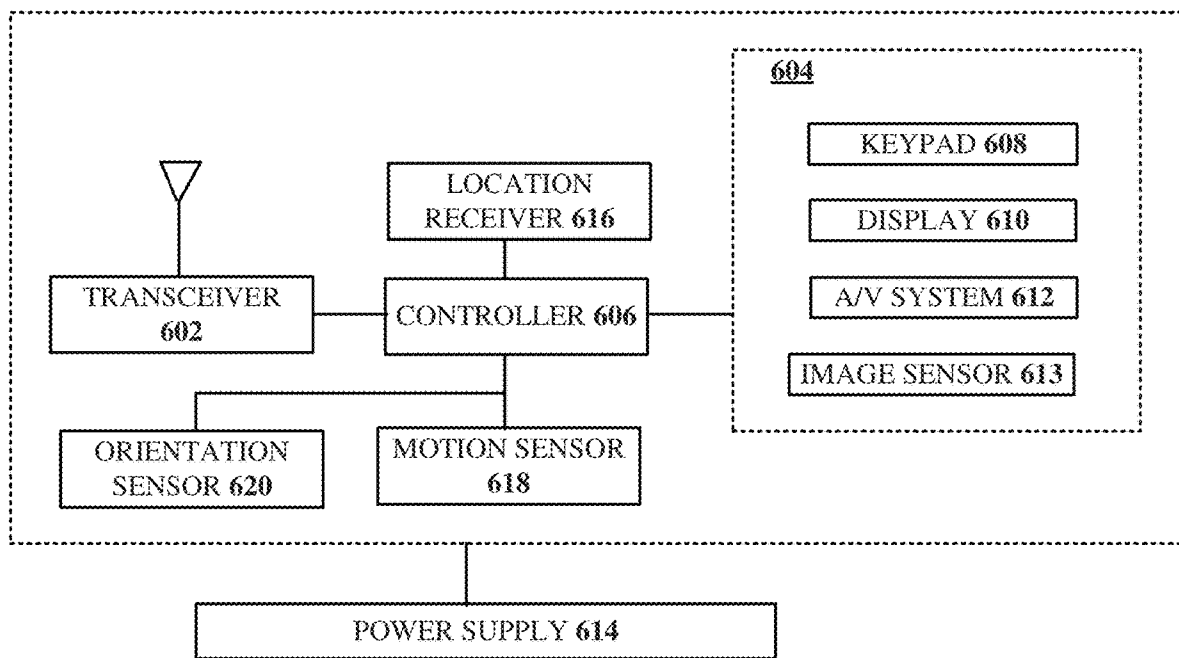 604
KEYPAD 608
LOCATION
RECEIVER 616
DISPLAY 610
TRANSCEIVER
602
CONTROLLER 606
A/V SYSTEM 612
IMAGE SENSOR 613
ORIENTATION
SENSOR 620
MOTION SENSOR
618
POWER SUPPLY 614